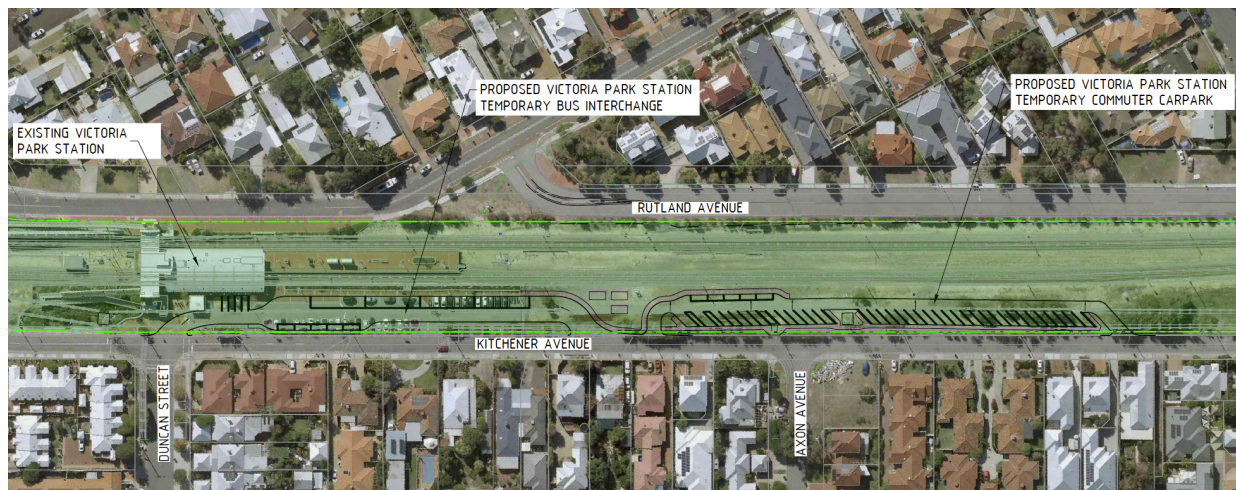 PROPOSED VICTORIA PARK STATION
TEMPORARY BUS INTERCHANGE
PROPOSED VICTORIA PARK STATION
TEMPORARY COMMUTER CARPARK
EXISTING VICTORIA
PARK STATION
RUTLAND AVENUE
KITCHENER AVENUE
DUNCAN STREET
AXON AVENUE